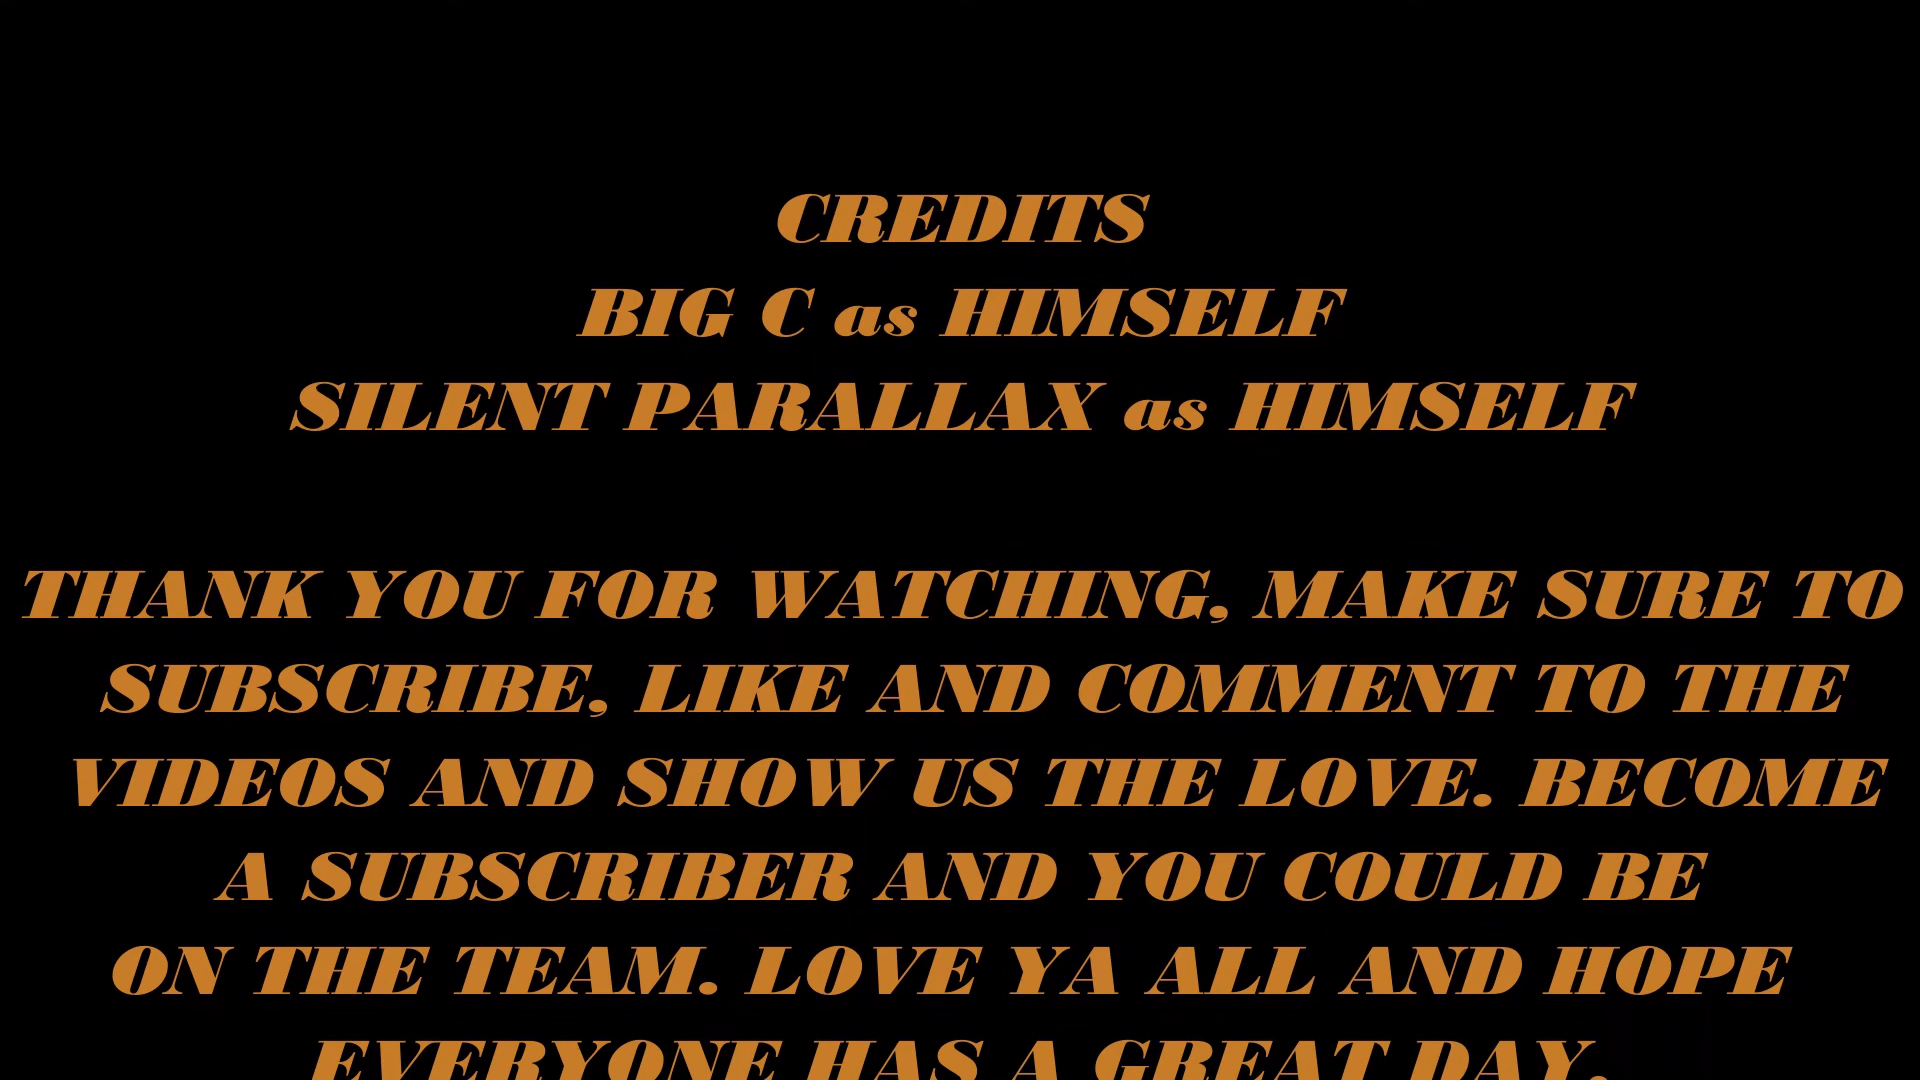 CREDITS
BIG C as HIMSELF
SILENT PARALLAX as HIMSELF
THANK YOU FOR WATCHING, MAKE SURE TO
SUBSCRIBE, LIKE AND COMMENT TO THE
VIDEOS AND SHOW US THE LOVE. BECOME
A SUBSCRIBER AND YOU COULD BE
ON THE TEAM. LOVE YA ALL AND HOPE
EVERYONE HAS A GREAT DAY.